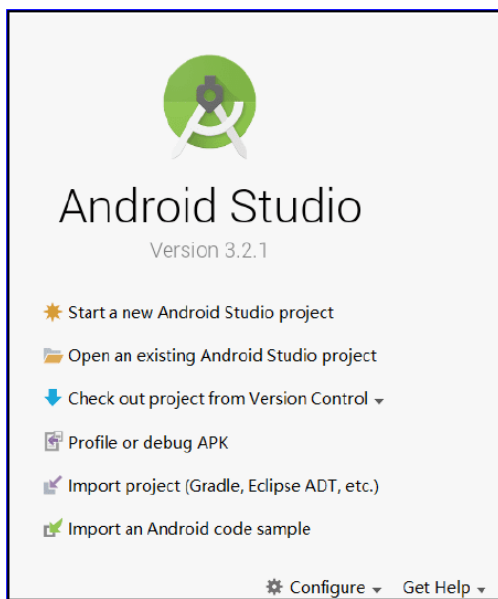 Android Studio
Version 3.2.1
Start a new Android Studio project
Open an existing Android Studio project
Check out project from Version Control
Profile or debug APK
Import project (Gradle, Eclipse ADT, etc.)
Import an Android code sample
Configure Get Help